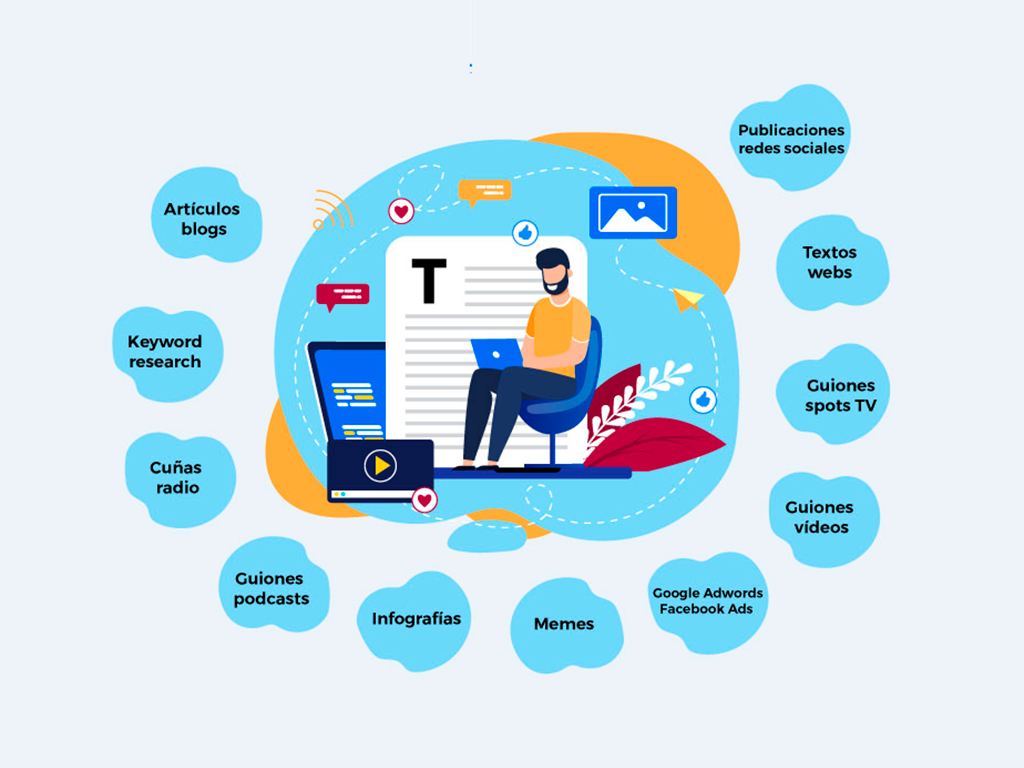 Publicaciones
redes sociales
Artículos
blogs
Textos
webs
Keyword
research
Guiones
spots TV
Cuñas
radio
Guiones
vídeos
Guiones
podcasts
Google Adwords
Facebook Ads
Infografías
Memes
T